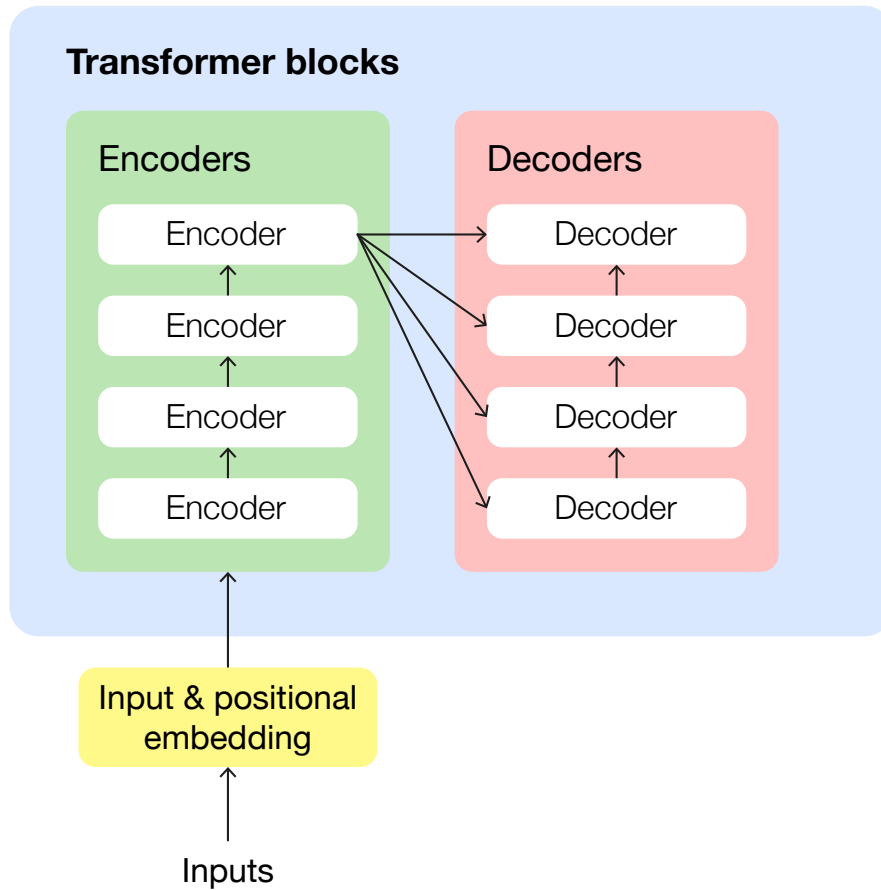 Transformer blocks
Encoders
Encoder
Encoder
Encoder
Encoder
Decoders
Decoder
Decoder
Decoder
Decoder
Input & positional
embedding
Inputs